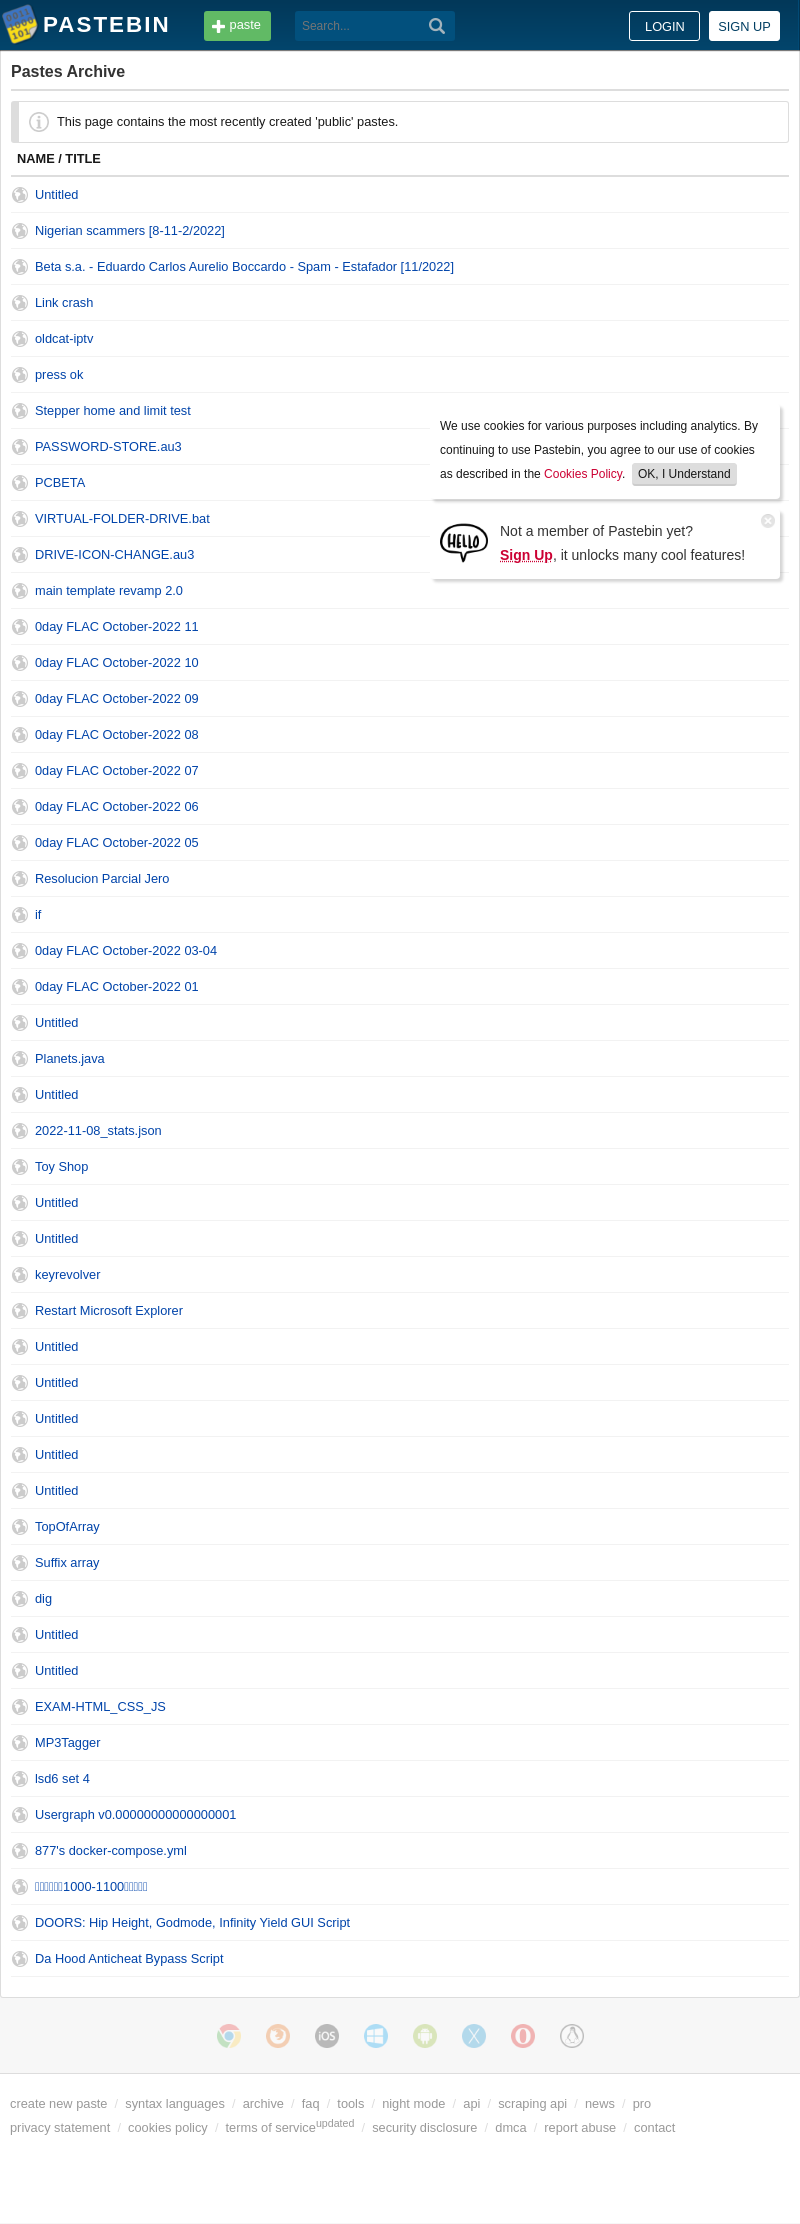 PASTEBIN
paste
Search...
LOGIN
SIGN UP
Pastes Archive
This page contains the most recently created 'public' pastes.
NAME / TITLE
Untitled
Nigerian scammers [8-11-2/2022]
Beta s.a. - Eduardo Carlos Aurelio Boccardo - Spam - Estafador [11/2022]
Link crash
oldcat-iptv
press ok
Stepper home and limit test
PASSWORD-STORE.au3
PCBETA
VIRTUAL-FOLDER-DRIVE.bat
DRIVE-ICON-CHANGE.au3
We use cookies for various purposes including analytics. By
continuing to use Pastebin, you agree to our use of cookies
as described in the Cookies Policy. OK, I Understand
HELLO
Not a member of Pastebin yet?
Sign Up, it unlocks many cool features!
main template revamp 2.0
0day FLAC October-2022 11
0day FLAC October-2022 10
0day FLAC October-2022 09
0day FLAC October-2022 08
0day FLAC October-2022 07
0day FLAC October-2022 06
0day FLAC October-2022 05
Resolucion Parcial Jero
if
0day FLAC October-2022 03-04
0day FLAC October-2022 01
Untitled
Planets.java
Untitled
2022-11-08_stats.json
Toy Shop
Untitled
Untitled
keyrevolver
Restart Microsoft Explorer
Untitled
Untitled
Untitled
Untitled
Untitled
TopOfArray
Suffix array
dig
Untitled
Untitled
EXAM-HTML_CSS_JS
MP3Tagger
lsd6 set 4
Usergraph v0.00000000000000001
877's docker-compose.yml
1000-1100
DOORS: Hip Height, Godmode, Infinity Yield GUI Script
Da Hood Anticheat Bypass Script
iOS
create new paste / syntax languages / archive / faq / tools / night mode / api / scraping api / news / pro
privacy statement / cookies policy / terms of service updated / security disclosure / dmca / report abuse / contact